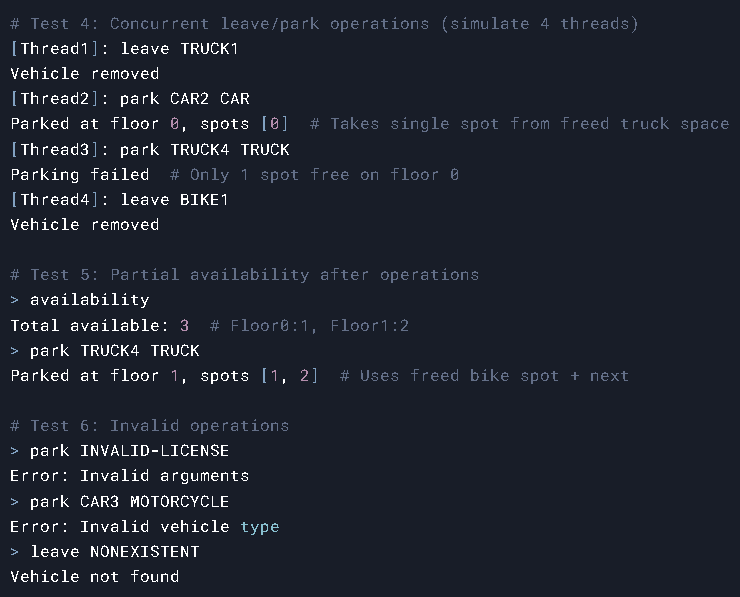 # Test 4: Concurrent leave/park operations (simulate 4 threads)
[Thread1]: leave TRUCK1
Vehicle removed
[Thread2]: park CAR2 CAR
Parked at floor 0, spots [0]  # Takes single spot from freed truck space
[Thread3]: park TRUCK4 TRUCK
Parking failed  # Only 1 spot free on floor 0
[Thread4]: leave BIKE1
Vehicle removed

# Test 5: Partial availability after operations
> availability
Total available: 3  # Floor0:1, Floor1:2
> park TRUCK4 TRUCK
Parked at floor 1, spots [1, 2]  # Uses freed bike spot + next

# Test 6: Invalid operations
> park INVALID-LICENSE
Error: Invalid arguments
> park CAR3 MOTORCYCLE
Error: Invalid vehicle type
> leave NONEXISTENT
Vehicle not found